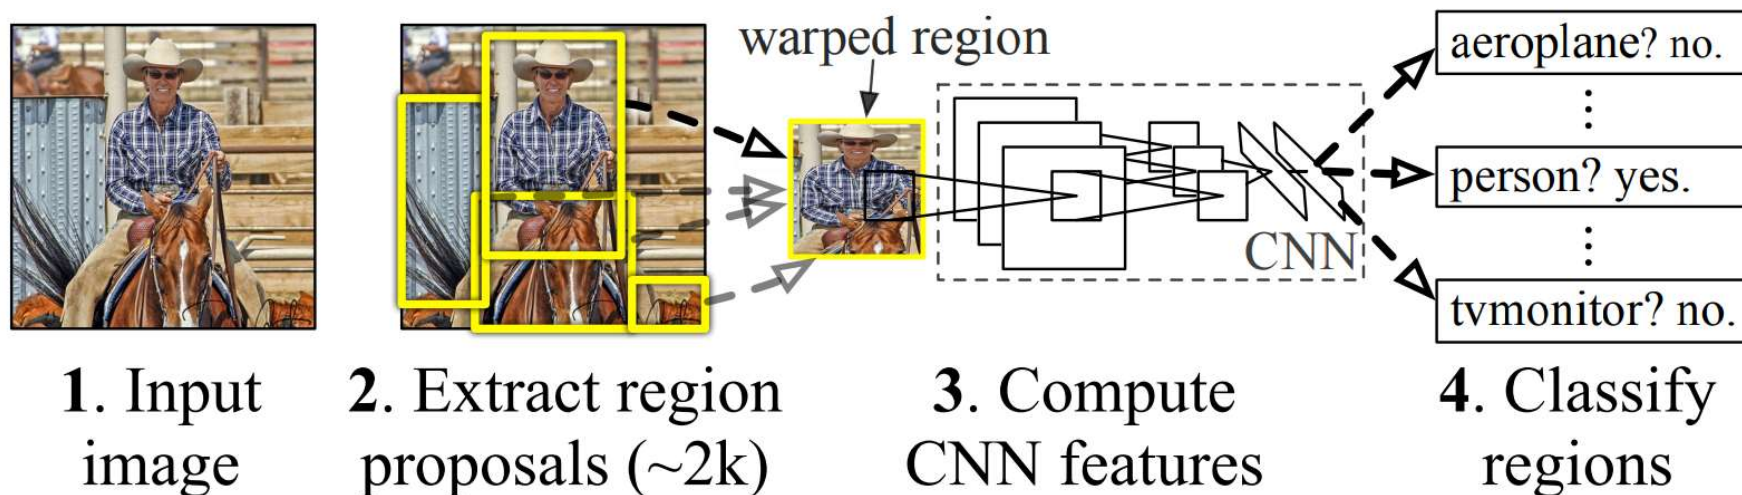 warped region
aeroplane? no.
person? yes.
CNN
tvmonitor? no.
1. Input
image
2. Extract region
proposals (~2k)
3. Compute
CNN features
4. Classify
regions